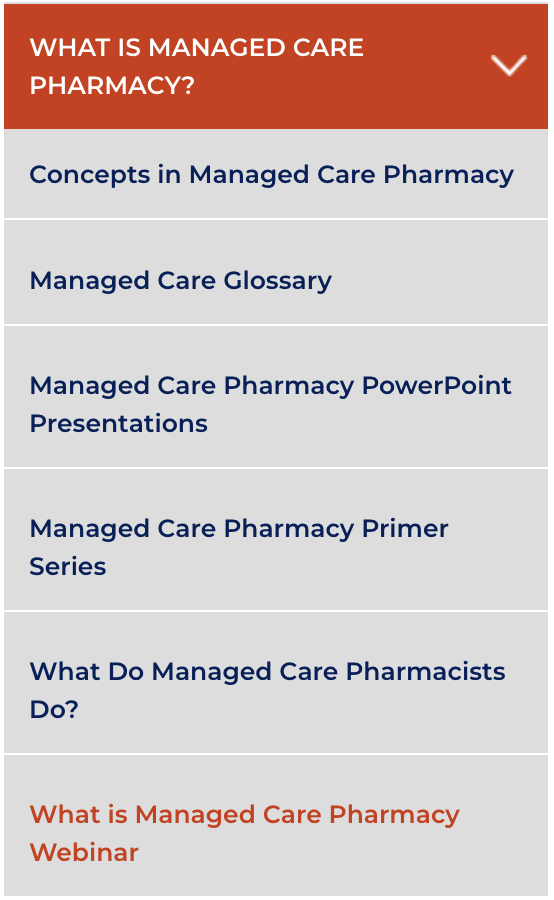 WHAT IS MANAGED CARE
PHARMACY?
Concepts in Managed Care Pharmacy
Managed Care Glossary
Managed Care Pharmacy PowerPoint
Presentations
Managed Care Pharmacy Primer
Series
What Do Managed Care Pharmacists
Do?
What is Managed Care Pharmacy
Webinar